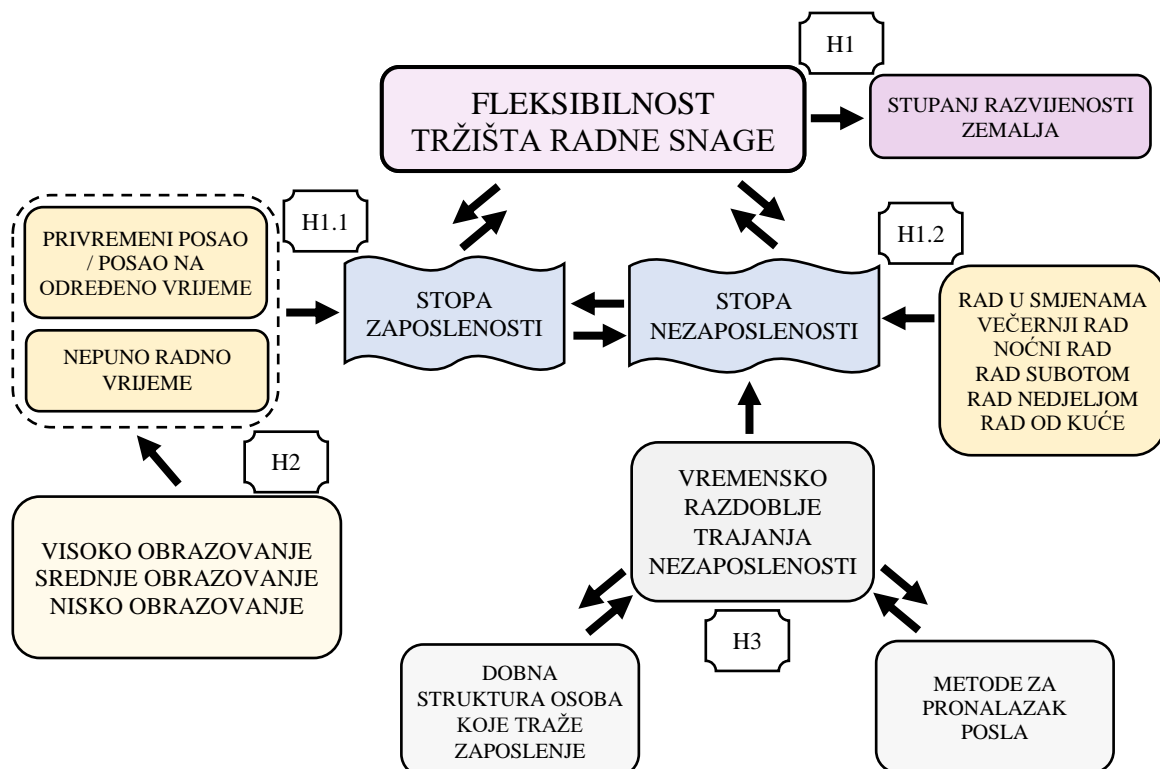 H1
FLEKSIBILNOST
TRŽIŠTA RADNE SNAGE
STUPANJ RAZVIJENOSTI
ZEMALJA
H1.1
PRIVREMENI POSAO
/ POSAO NA
ODREĐENO VRIJEME
NEPUNO RADNO
VRIJEME
STOPA
ZAPOSLENOSTI
STOPA
NEZAPOSLENOSTI
H1.2
RAD U SMJENAMA
VEČERNJI RAD
NOĆNI RAD
RAD SUBOTOM
RAD NEDJELJOM
RAD OD KUĆE
H2
VISOKO OBRAZOVANJE
SREDNJE OBRAZOVANJE
NISKO OBRAZOVANJE
VREMENSKO
RAZDOBLJE
TRAJANJA
NEZAPOSLENOSTI
H3
DOBNA
STRUKTURA OSOBA
KOJE TRAŽE
ZAPOSLENJE
METODE ZA
PRONALAZAK
POSLA